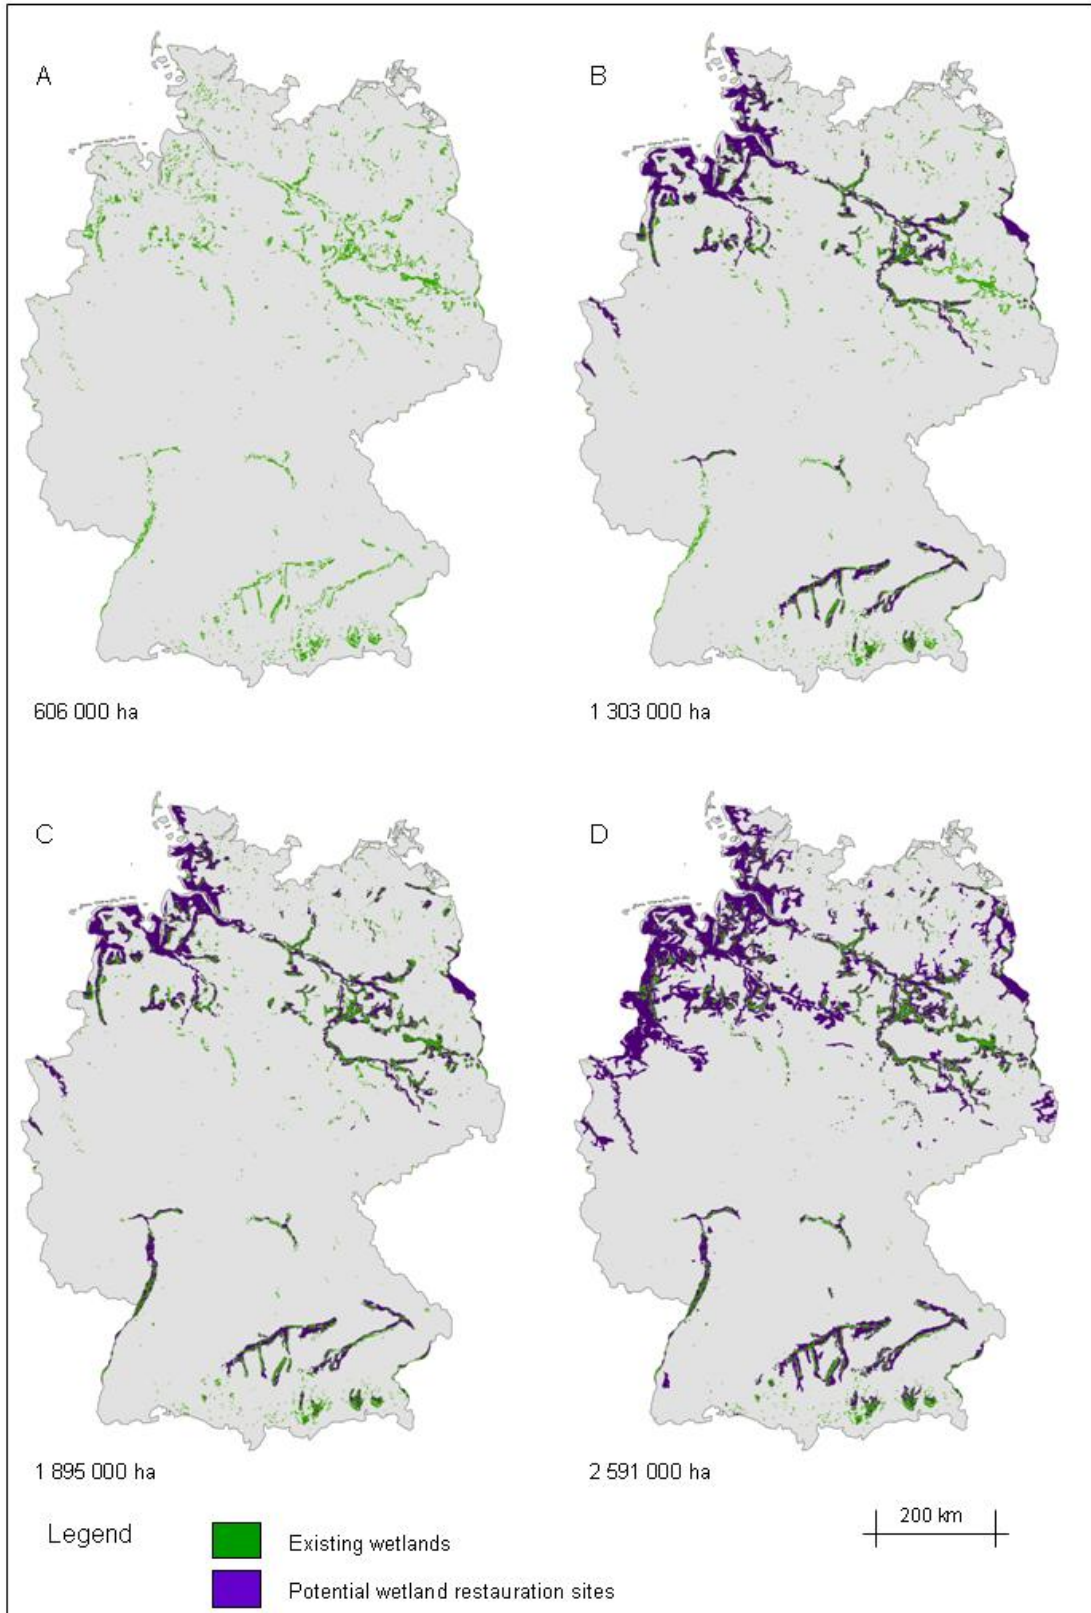 A
B
606 000 ha
1 303 000 ha
C
D
1 895 000 ha
2 591 000 ha
Legend
200 km
Existing wetlands
Potential wetland restauration sites